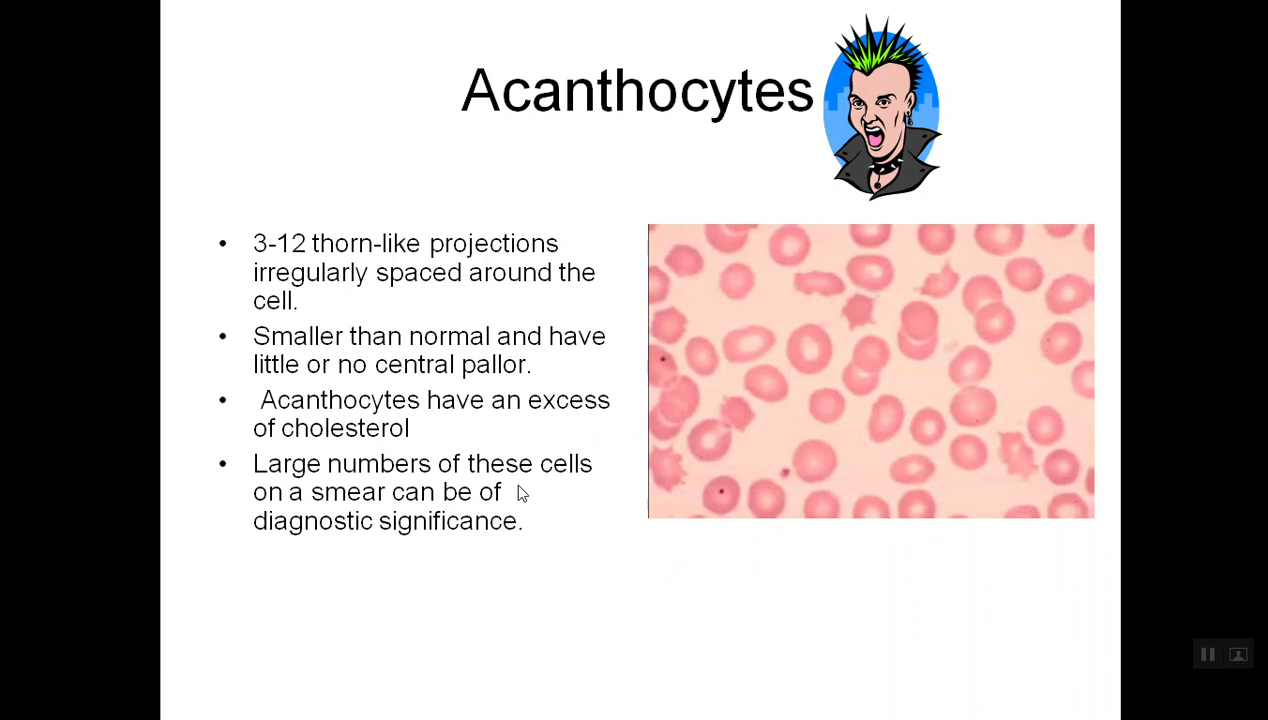 Acanthocytes
• 3-12 thorn-like projections
irregularly spaced around the
cell.
• Smaller than normal and have
little or no central pallor.
• Acanthocytes have an excess
of cholesterol
• Large numbers of these cells
on a smear can be of
diagnostic significance.